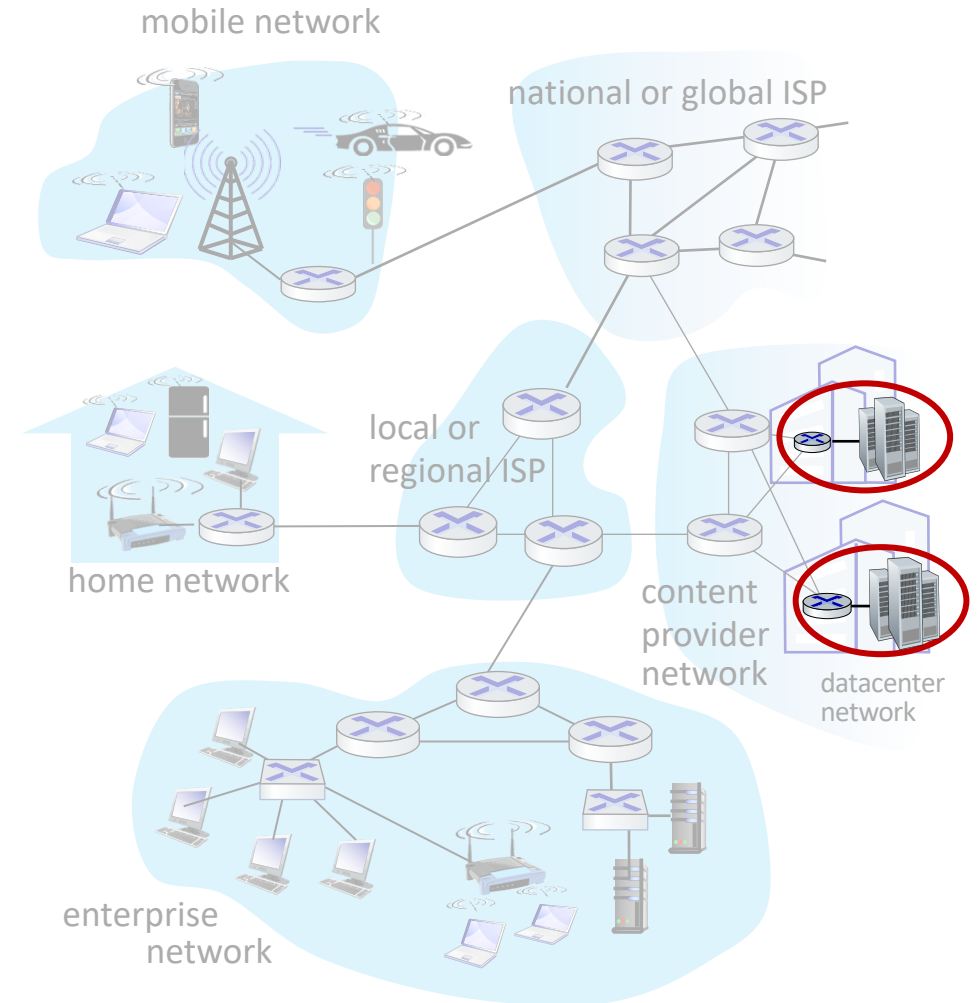 mobile network
national or global ISP
local or
regional ISP
home network
content
provider
network
datacenter
network
enterprise
network